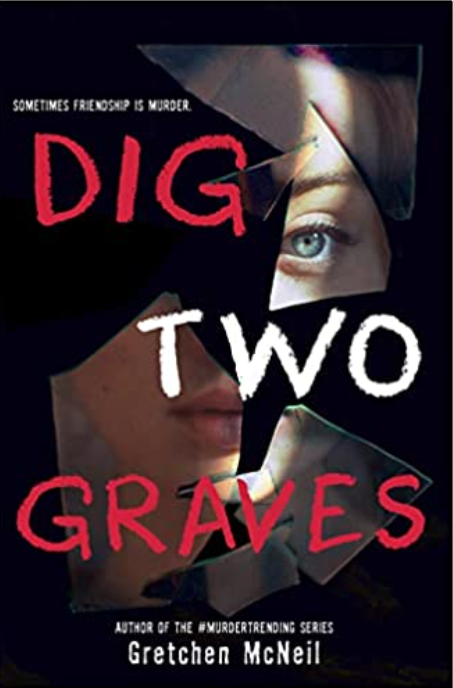 SOMETIMES FRIENDSHIP IS MURDER.
DIG
TWO
GRAVES
AUTHOR OF THE #MURDERTRENDING SERIES
Gretchen McNeil